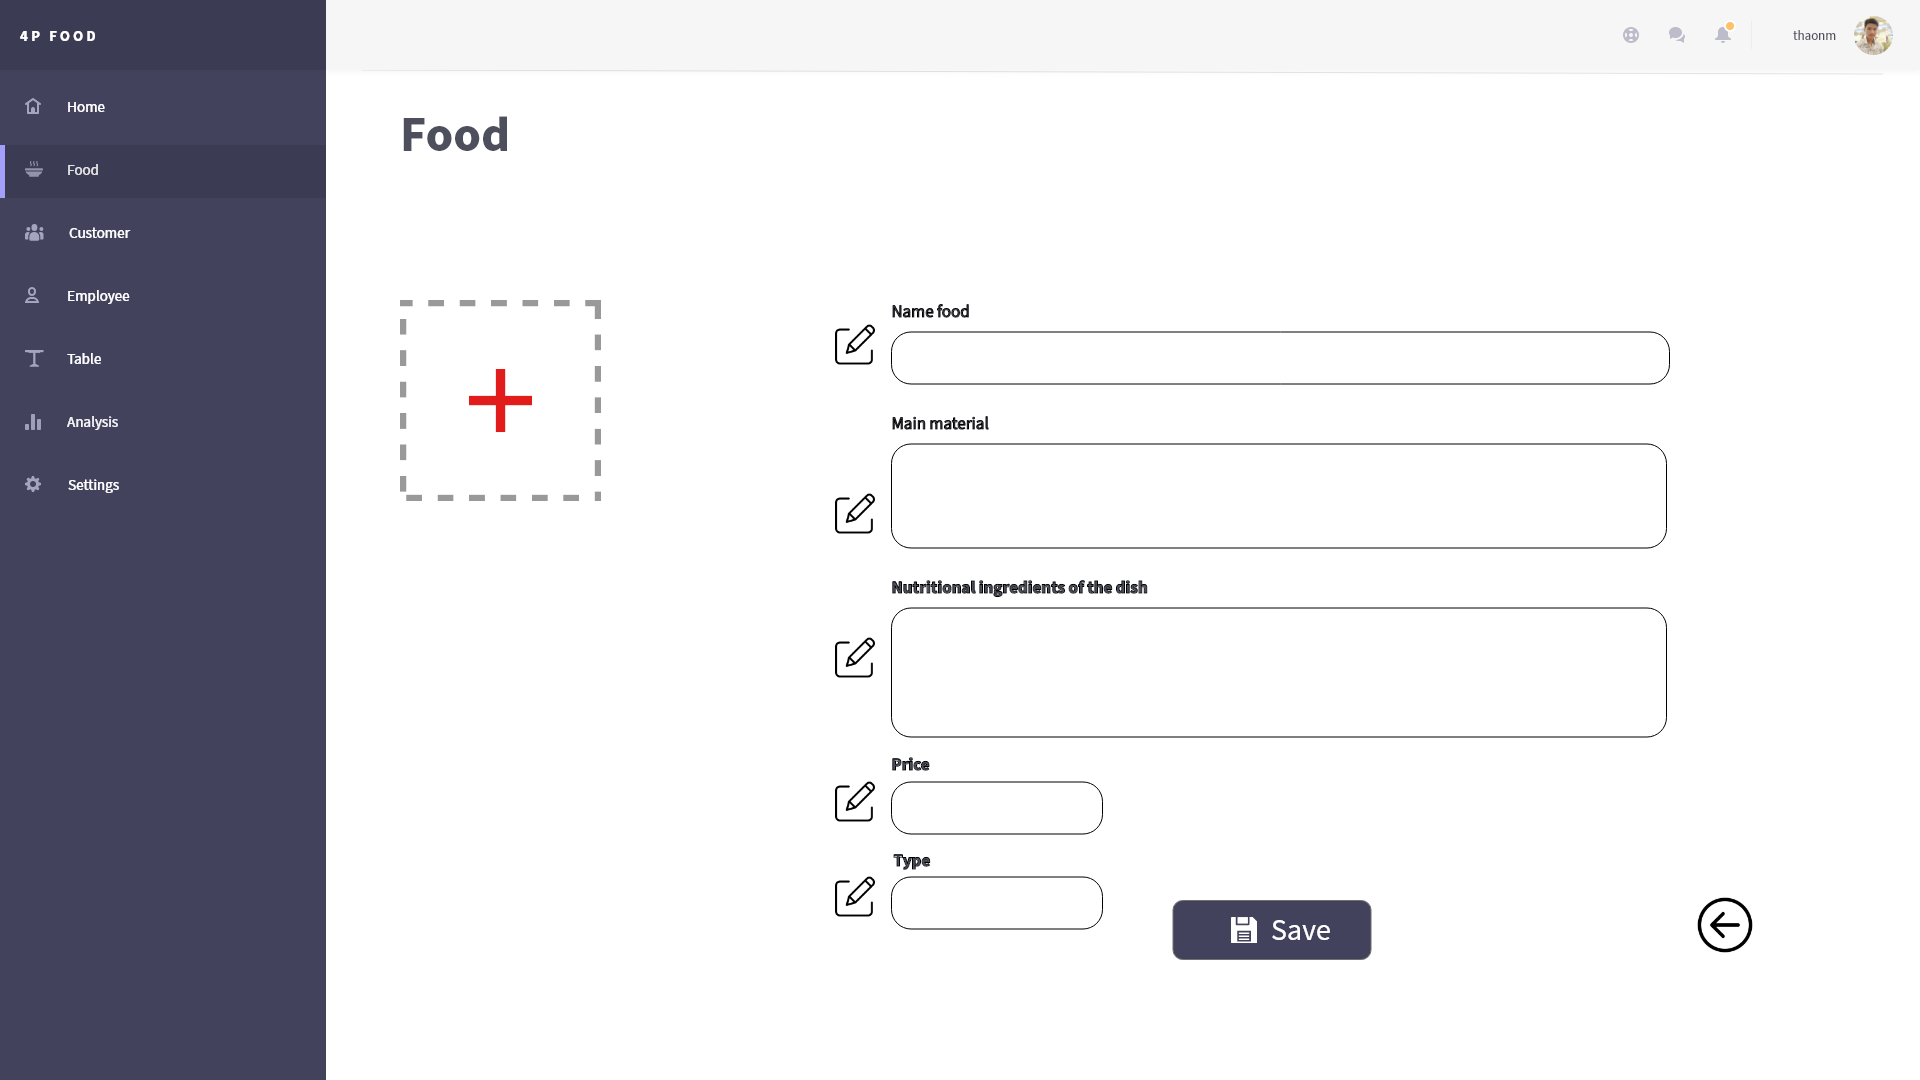 4P FOOD
thaonm
Home
Food
Customer
Employee
Table
Analysis
Settings
Food
Name food
Main material
Nutritional ingredients of the dish
Price
Type
Save